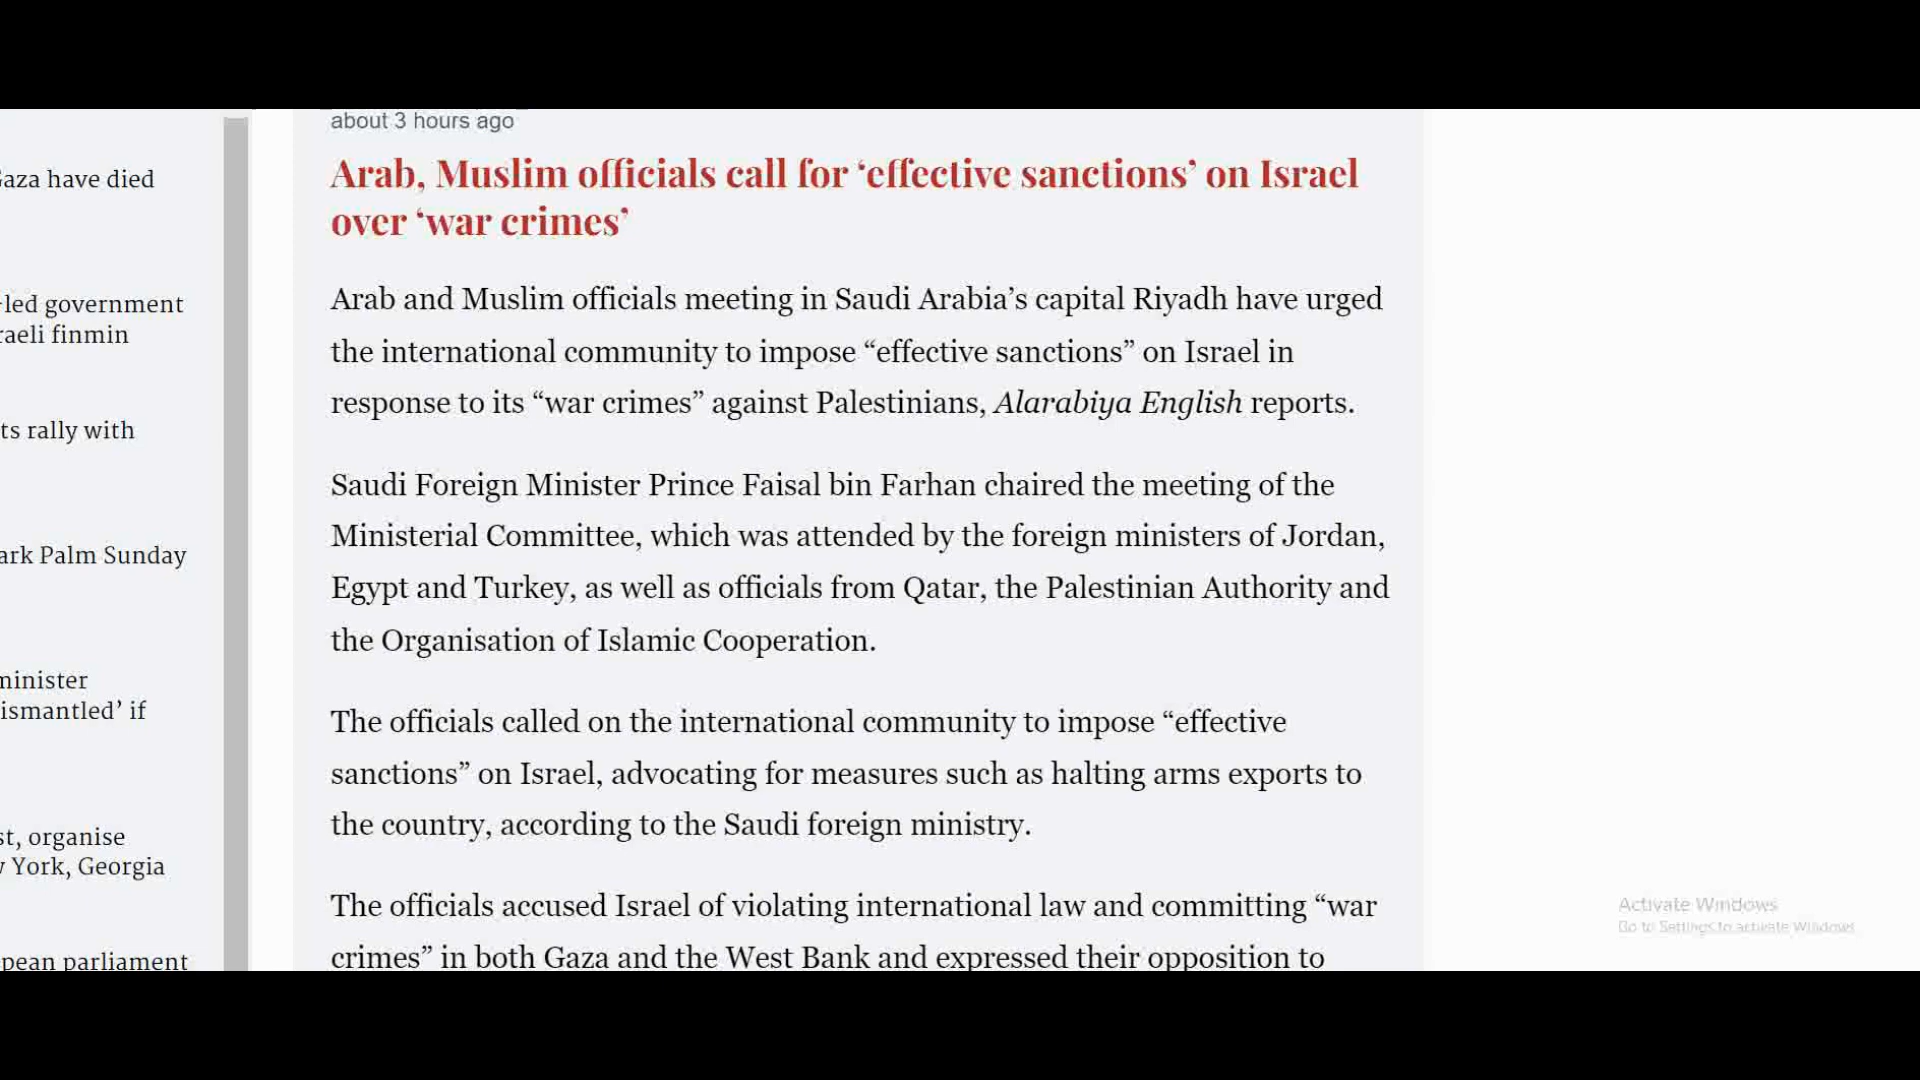 about 3 hours ago
Arab, Muslim officials call for ‘effective sanctions’ on Israel
over ‘war crimes’
Arab and Muslim officials meeting in Saudi Arabia’s capital Riyadh have urged
the international community to impose “effective sanctions” on Israel in
response to its “war crimes” against Palestinians, Alarabiya English reports.
Saudi Foreign Minister Prince Faisal bin Farhan chaired the meeting of the
Ministerial Committee, which was attended by the foreign ministers of Jordan,
Egypt and Turkey, as well as officials from Qatar, the Palestinian Authority and
the Organisation of Islamic Cooperation.
The officials called on the international community to impose “effective
sanctions” on Israel, advocating for measures such as halting arms exports to
the country, according to the Saudi foreign ministry.
The officials accused Israel of violating international law and committing “war
crimes” in both Gaza and the West Bank and expressed their opposition to
Gaza have died
-led government
raeli finmin
ts rally with
ark Palm Sunday
minister
ismantled’ if
st, organise
York, Georgia
pean parliament
Activate Windows
Go to Settings to activate Windows.